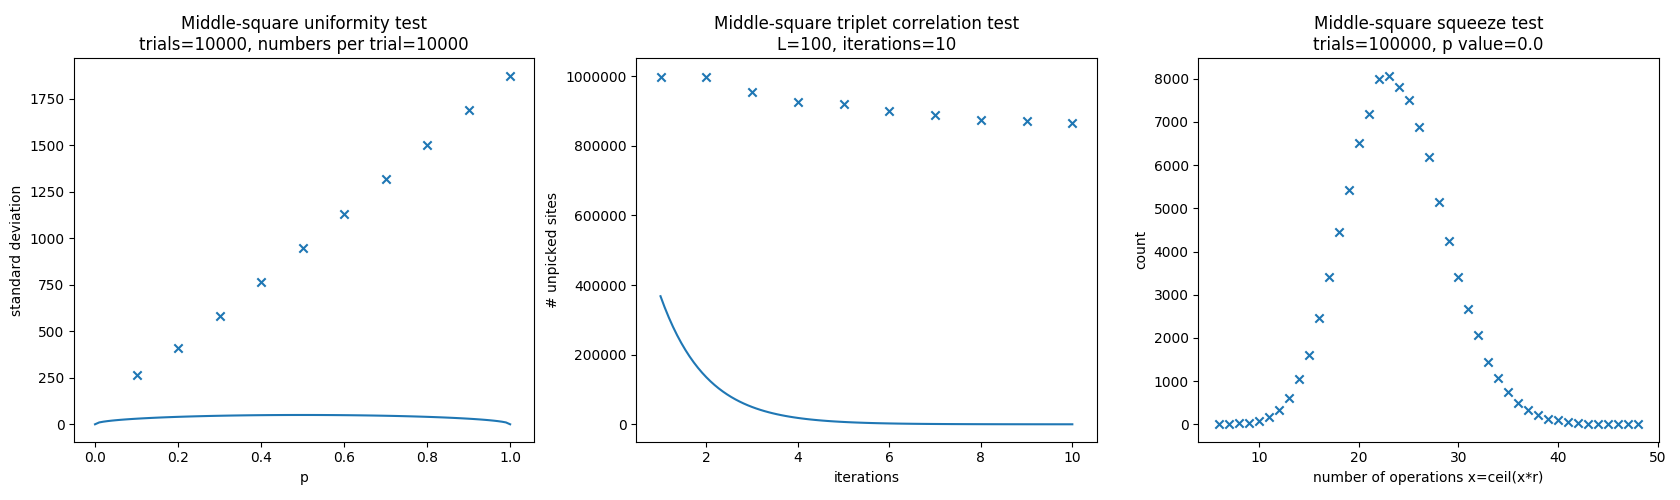 Middle-square uniformity test
trials=10000, numbers per trial=10000
standard deviation
1750
1500
1250
1000
750
500
250
0
0.0 0.2 0.4 0.6 0.8 1.0
p
Middle-square triplet correlation test
L=100, iterations=10
# unpicked sites
1000000
800000
600000
400000
200000
0
2 4 6 8 10
iterations
Middle-square squeeze test
trials=100000, p value=0.0
count
8000
7000
6000
5000
4000
3000
2000
1000
0
10 20 30 40 50
number of operations x=ceil(x*r)